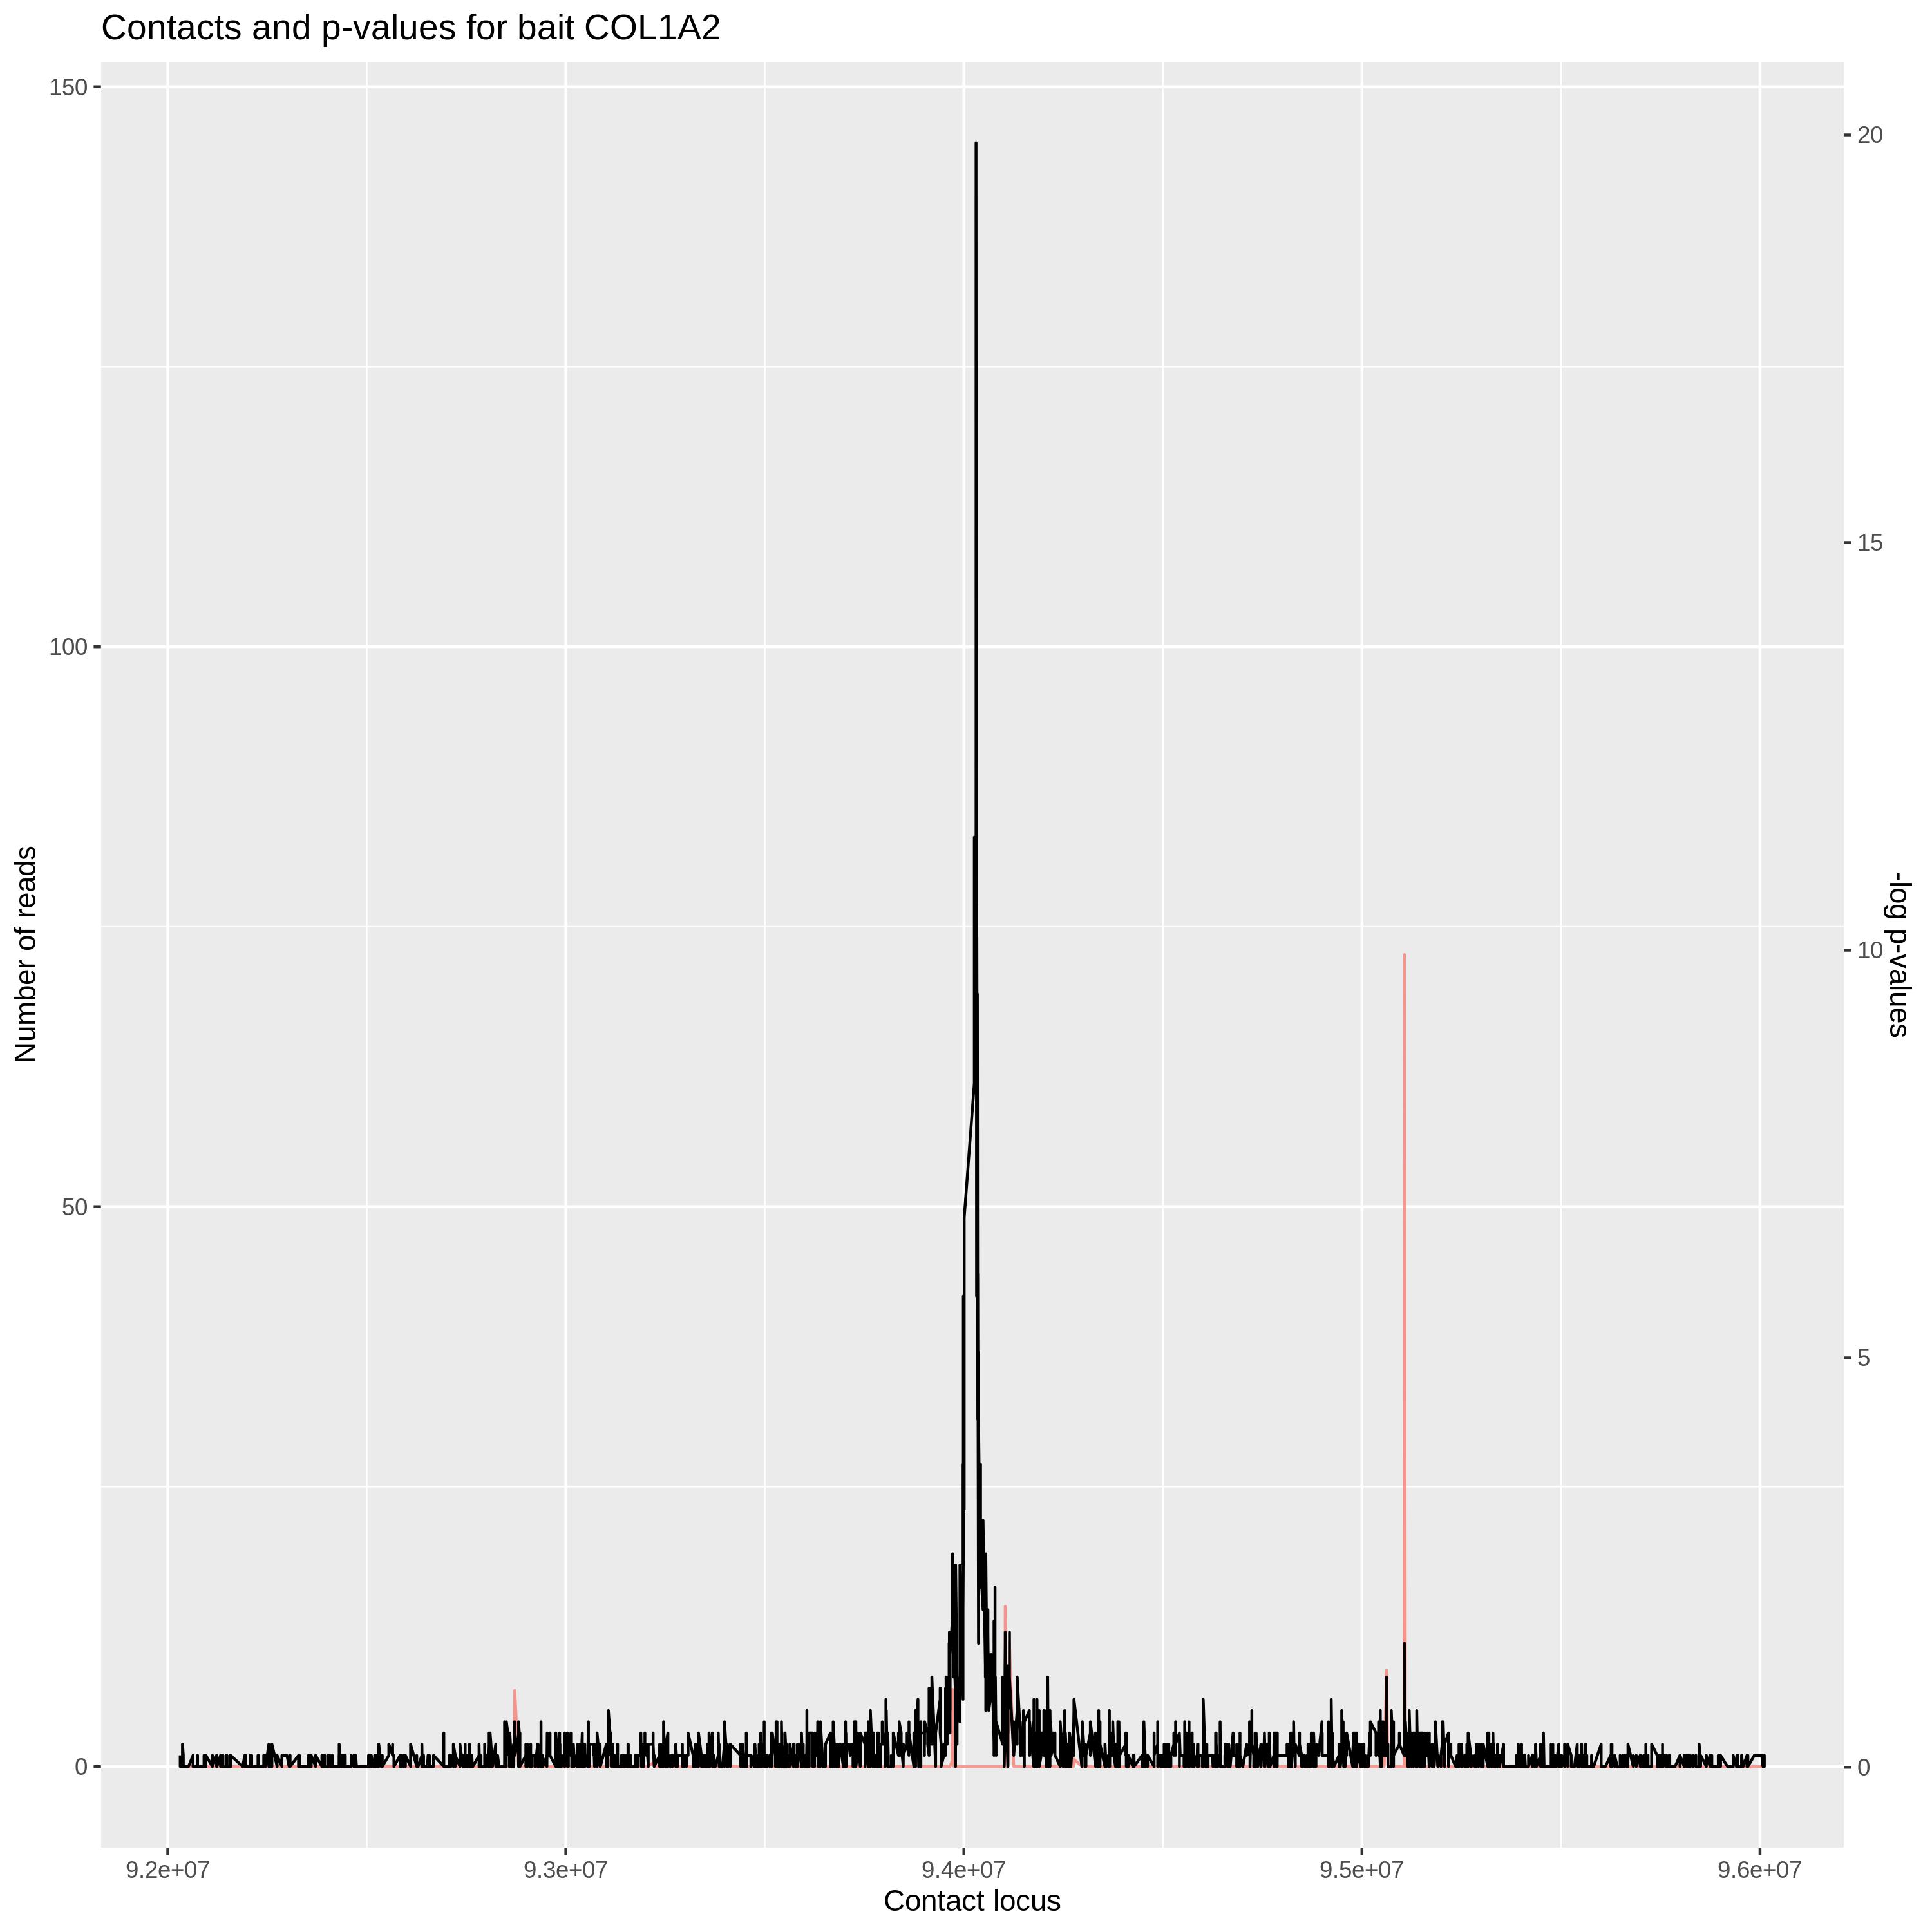 Contacts and p-values for bait COL1A2
150
100
50
0
Number of reads
20
15
10
5
0
-log p-values
9.2e+07
9.3e+07
9.4e+07
9.5e+07
9.6e+07
Contact locus